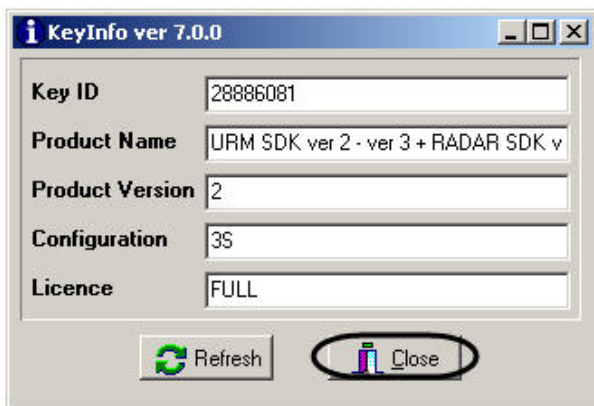 KeyInfo ver 7.0.0
Key ID 28886081
Product Name URM SDK ver 2 - ver 3 + RADAR SDK v
Product Version 2
Configuration 3S
Licence FULL
Refresh Close